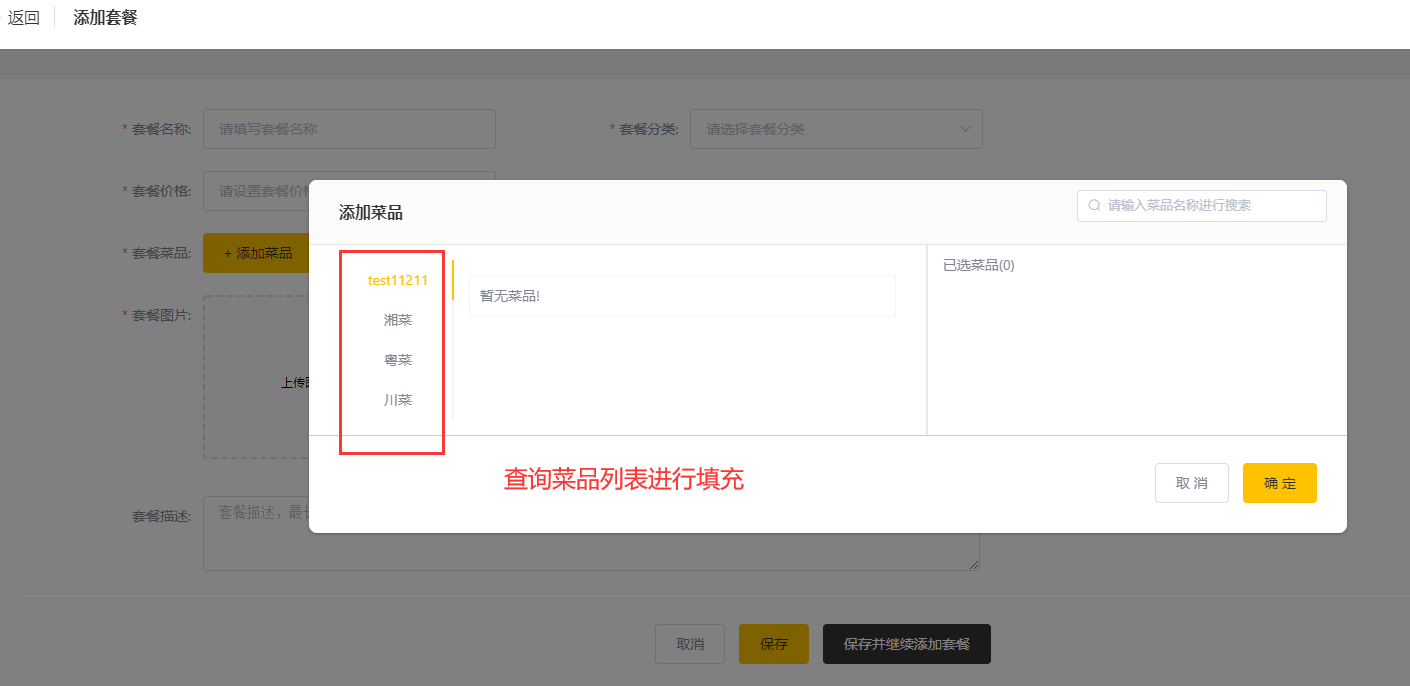 返回 添加套餐
* 套餐名称: 请填写套餐名称 * 套餐分类: 请选择套餐分类
* 套餐价格: 请设置套餐价
添加菜品 请输入菜品名称进行搜索
* 套餐菜品: + 添加菜品
test11211 已选菜品(0)
暂无菜品!
湘菜
* 套餐图片:
粤菜
上传
川菜
查询菜品列表进行填充
取 消 确 定
套餐描述: 套餐描述，最
取消 保存 保存并继续添加套餐